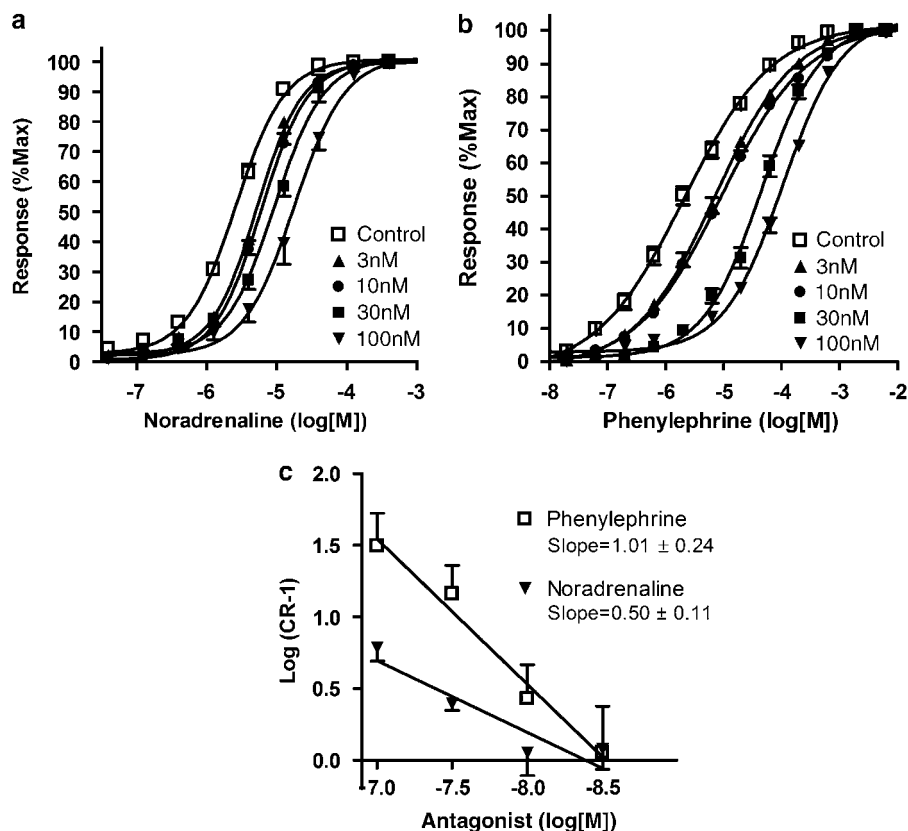 a
Response (%Max)
100
90
80
70
60
50
40
30
20
10
0
Control
3nM
10nM
30nM
100nM
-7
-6
-5
-4
-3
Noradrenaline (log[M])
b
Response (%Max)
100
90
80
70
60
50
40
30
20
10
0
Control
3nM
10nM
30nM
100nM
-8
-7
-6
-5
-4
-3
-2
Phenylephrine (log[M])
c
Log (CR-1)
2.0
1.5
1.0
0.5
0.0
Phenylephrine
Slope=1.01 ± 0.24
Noradrenaline
Slope=0.50 ± 0.11
-7.0
-7.5
-8.0
-8.5
Antagonist (log[M])